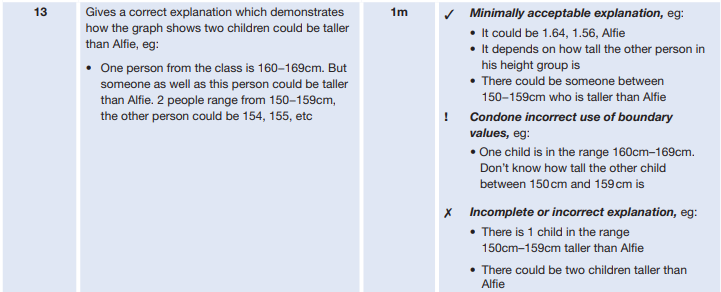 13
Gives a correct explanation which demonstrates
how the graph shows two children could be taller
than Alfie, eg:
• One person from the class is 160–169cm. But
someone as well as this person could be taller
than Alfie. 2 people range from 150–159cm,
the other person could be 154, 155, etc
1m
✓ Minimally acceptable explanation, eg:
• It could be 1.64, 1.56, Alfie
• It depends on how tall the other person in
his height group is
• There could be someone between
150–159cm who is taller than Alfie
! Condone incorrect use of boundary
values, eg:
• One child is in the range 160cm–169cm.
Don’t know how tall the other child
between 150cm and 159cm is
✗ Incomplete or incorrect explanation, eg:
• There is 1 child in the range
150cm–159cm taller than Alfie
• There could be two children taller than
Alfie